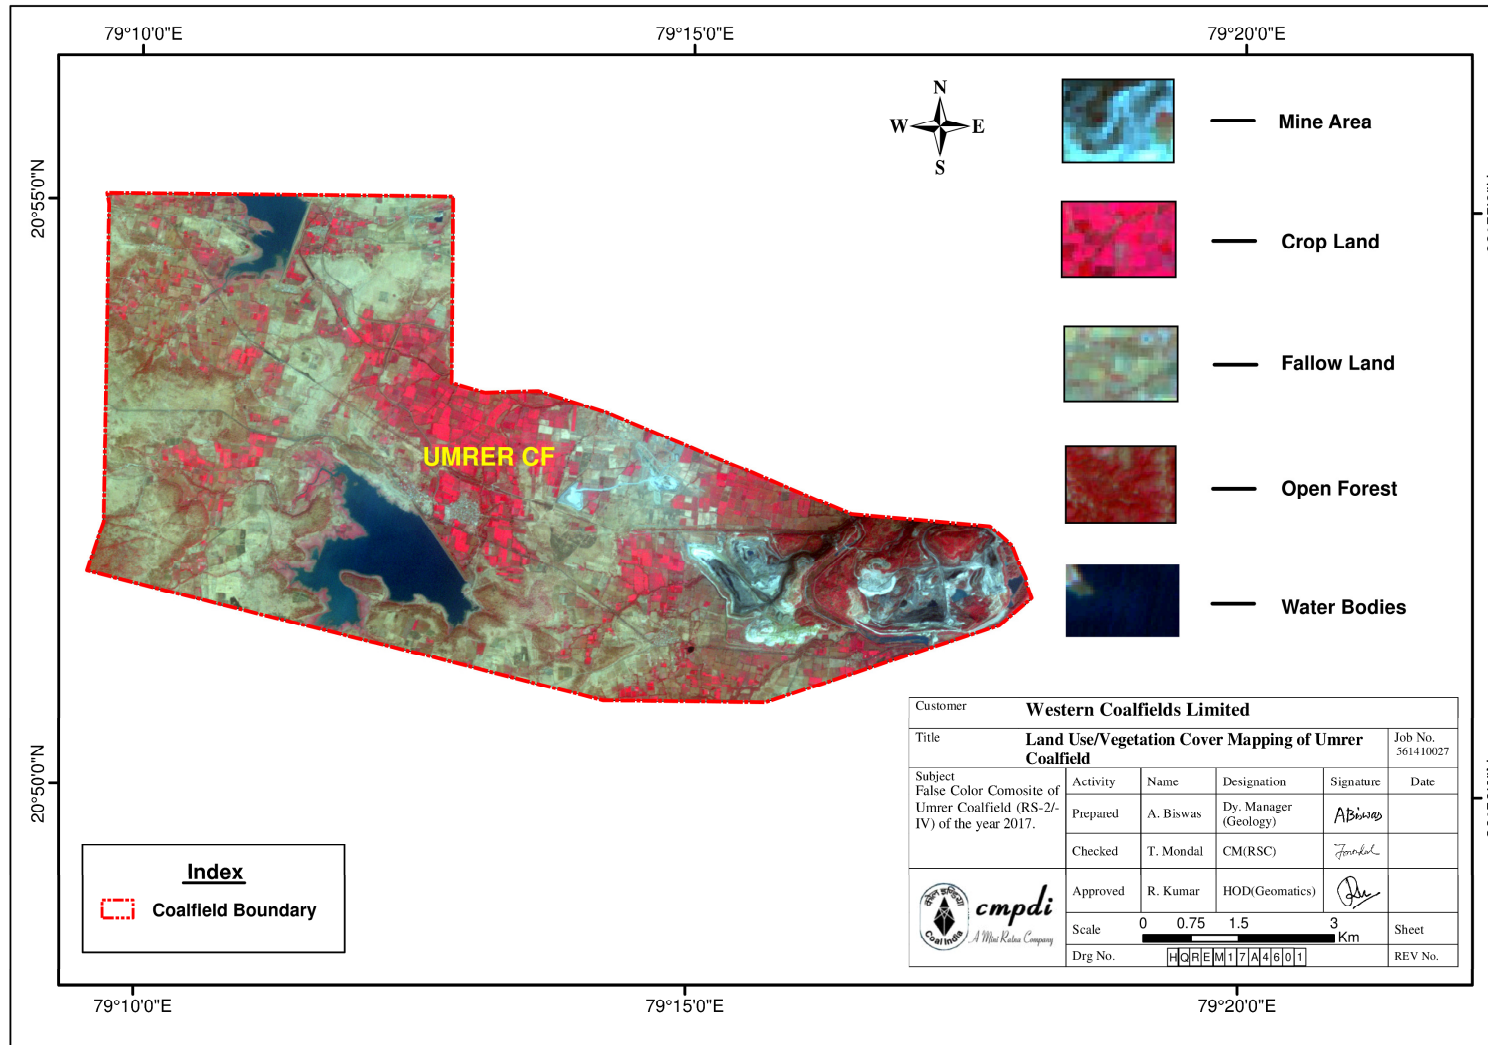 79°10'0"E 79°15'0"E 79°20'0"E
N
W E
S
Mine Area
20°55'0"N
Crop Land
Fallow Land
UMRER CF
Open Forest
Water Bodies
20°50'0"N
Customer Western Coalfields Limited
Title Land Use/Vegetation Cover Mapping of Umrer Coalfield
Job No. 561410027
Subject
False Color Comosite of
Umrer Coalfield (RS-2/-
IV) of the year 2017.
Activity Name Designation Signature Date
Prepared A. Biswas Dy. Manager (Geology) ABiswas
Checked T. Mondal CM(RSC)
Approved R. Kumar HOD(Geomatics)
Scale 0 0.75 1.5 3 Km Sheet
Drg No. HQREM17A4601 REV No.
कोल इण्डिया
Coal India
cmpdi
A Mini Ratna Company
Index
Coalfield Boundary
79°10'0"E 79°15'0"E 79°20'0"E